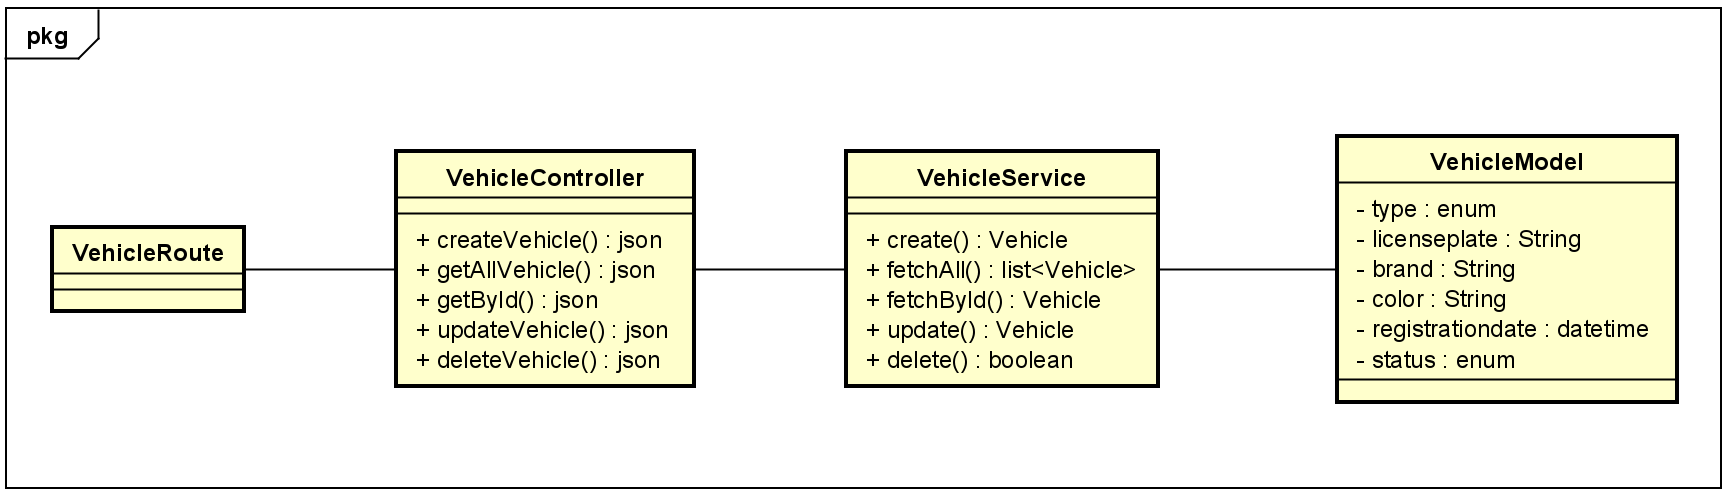 pkg
VehicleRoute
VehicleController
+ createVehicle() : json
+ getAllVehicle() : json
+ getById() : json
+ updateVehicle() : json
+ deleteVehicle() : json
VehicleService
+ create() : Vehicle
+ fetchAll() : list<Vehicle>
+ fetchById() : Vehicle
+ update() : Vehicle
+ delete() : boolean
VehicleModel
- type : enum
- licenseplate : String
- brand : String
- color : String
- registrationdate : datetime
- status : enum